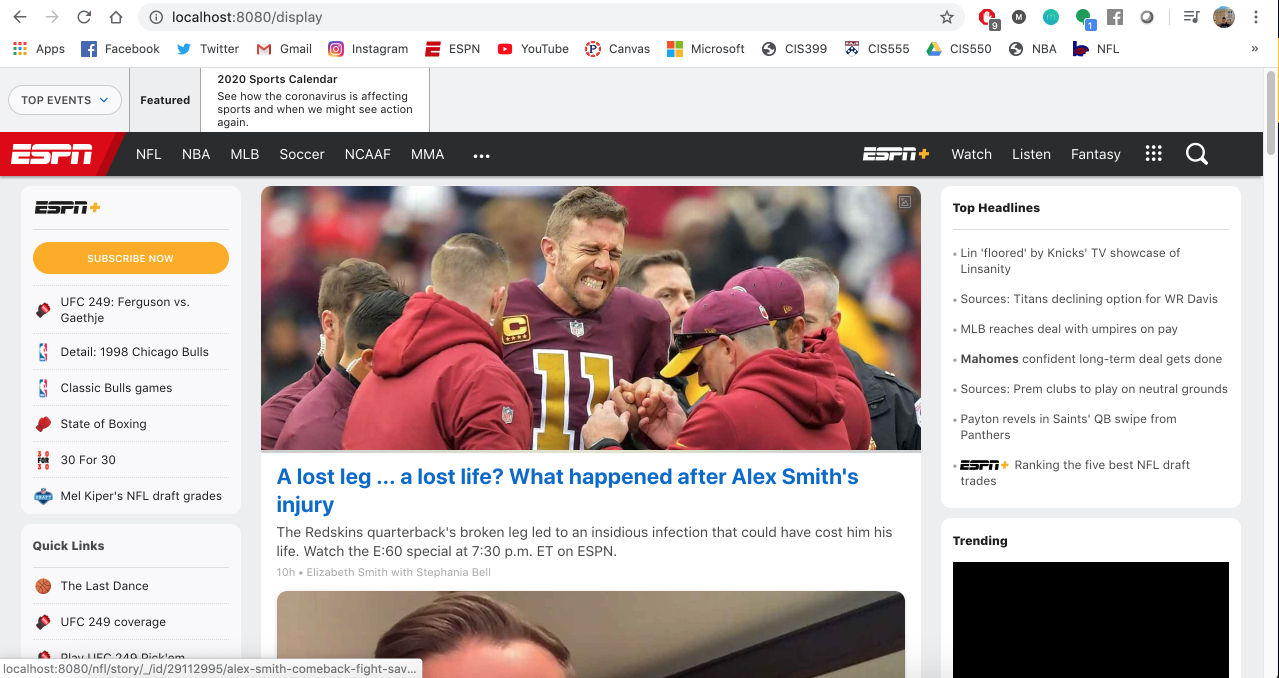 localhost:8080/display
9
M
m
1
Apps
Facebook
Twitter
Gmail
Instagram
ESPN
YouTube
Canvas
Microsoft
CIS399
CIS555
CIS550
NBA
NFL
»
TOP EVENTS
Featured
2020 Sports Calendar
See how the coronavirus is affecting
sports and when we might see action
again.
ESPN
NFL
NBA
MLB
Soccer
NCAAF
MMA
•••
ESPN+
Watch
Listen
Fantasy
ESPN+
SUBSCRIBE NOW
UFC 249: Ferguson vs.
Gaethje
Detail: 1998 Chicago Bulls
Classic Bulls games
State of Boxing
30 FOR 30
30 For 30
Mel Kiper's NFL draft grades
Quick Links
The Last Dance
UFC 249 coverage
Play UFC 249 Pick'em
C
NFL
11
A lost leg ... a lost life? What happened after Alex Smith's
injury
The Redskins quarterback's broken leg led to an insidious infection that could have cost him his
life. Watch the E:60 special at 7:30 p.m. ET on ESPN.
10h • Elizabeth Smith with Stephania Bell
Top Headlines
Lin 'floored' by Knicks' TV showcase of
Linsanity
Sources: Titans declining option for WR Davis
MLB reaches deal with umpires on pay
Mahomes confident long-term deal gets done
Sources: Prem clubs to play on neutral grounds
Payton revels in Saints' QB swipe from
Panthers
ESPN+ Ranking the five best NFL draft
trades
Trending
localhost:8080/nfl/story/_/id/29112995/alex-smith-comeback-fight-sav...